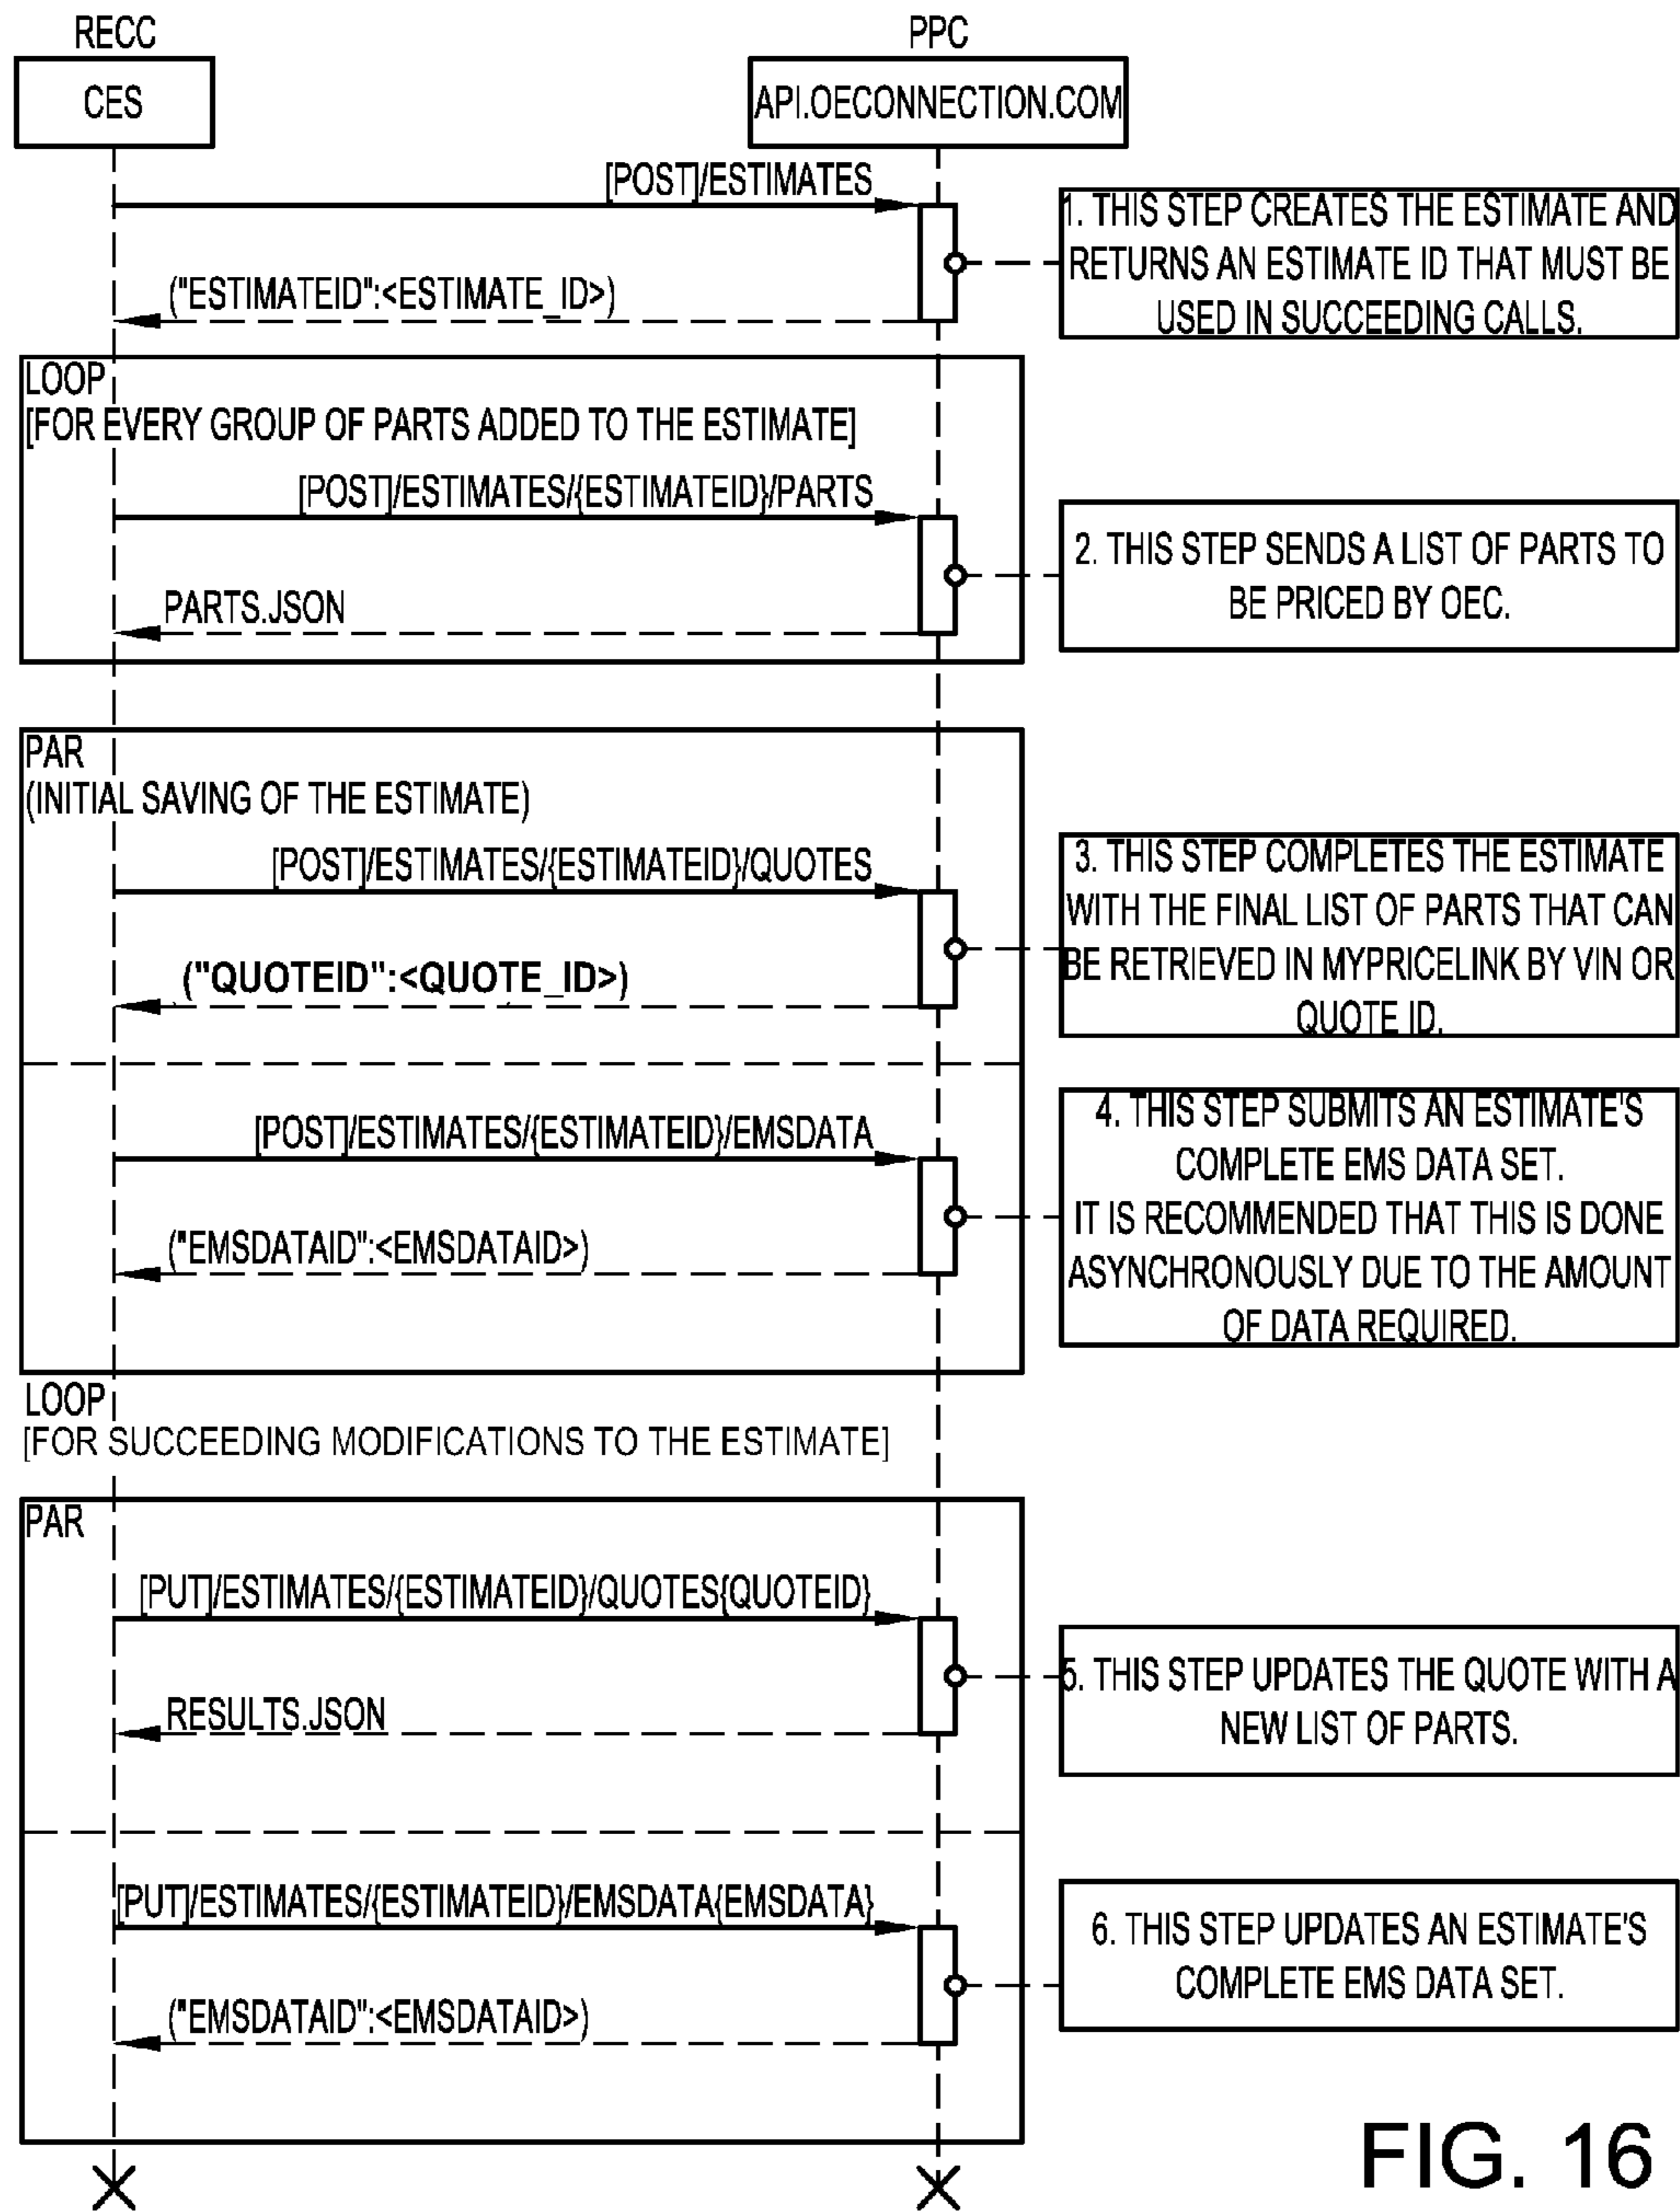 RECC
PPC
CES
API.OECONNECTION.COM
[POST]/ESTIMATES
1. THIS STEP CREATES THE ESTIMATE AND
RETURNS AN ESTIMATE ID THAT MUST BE
USED IN SUCCEEDING CALLS.
("ESTIMATEID":<ESTIMATE_ID>)
LOOP
[FOR EVERY GROUP OF PARTS ADDED TO THE ESTIMATE]
[POST]/ESTIMATES/{ESTIMATEID}/PARTS
2. THIS STEP SENDS A LIST OF PARTS TO
BE PRICED BY OEC.
PARTS.JSON
PAR
(INITIAL SAVING OF THE ESTIMATE)
[POST]/ESTIMATES/{ESTIMATEID}/QUOTES
3. THIS STEP COMPLETES THE ESTIMATE
WITH THE FINAL LIST OF PARTS THAT CAN
BE RETRIEVED IN MYPRICELINK BY VIN OR
QUOTE ID.
("QUOTEID":<QUOTE_ID>)
[POST]/ESTIMATES/{ESTIMATEID}/EMSDATA
4. THIS STEP SUBMITS AN ESTIMATE'S
COMPLETE EMS DATA SET.
IT IS RECOMMENDED THAT THIS IS DONE
ASYNCHRONOUSLY DUE TO THE AMOUNT
OF DATA REQUIRED.
("EMSDATAID":<EMSDATAID>)
LOOP
[FOR SUCCEEDING MODIFICATIONS TO THE ESTIMATE]
PAR
[PUT]/ESTIMATES/{ESTIMATEID}/QUOTES{QUOTEID}
5. THIS STEP UPDATES THE QUOTE WITH A
NEW LIST OF PARTS.
RESULTS.JSON
[PUT]/ESTIMATES/{ESTIMATEID}/EMSDATA{EMSDATA}
6. THIS STEP UPDATES AN ESTIMATE'S
COMPLETE EMS DATA SET.
("EMSDATAID":<EMSDATAID>)
FIG. 16